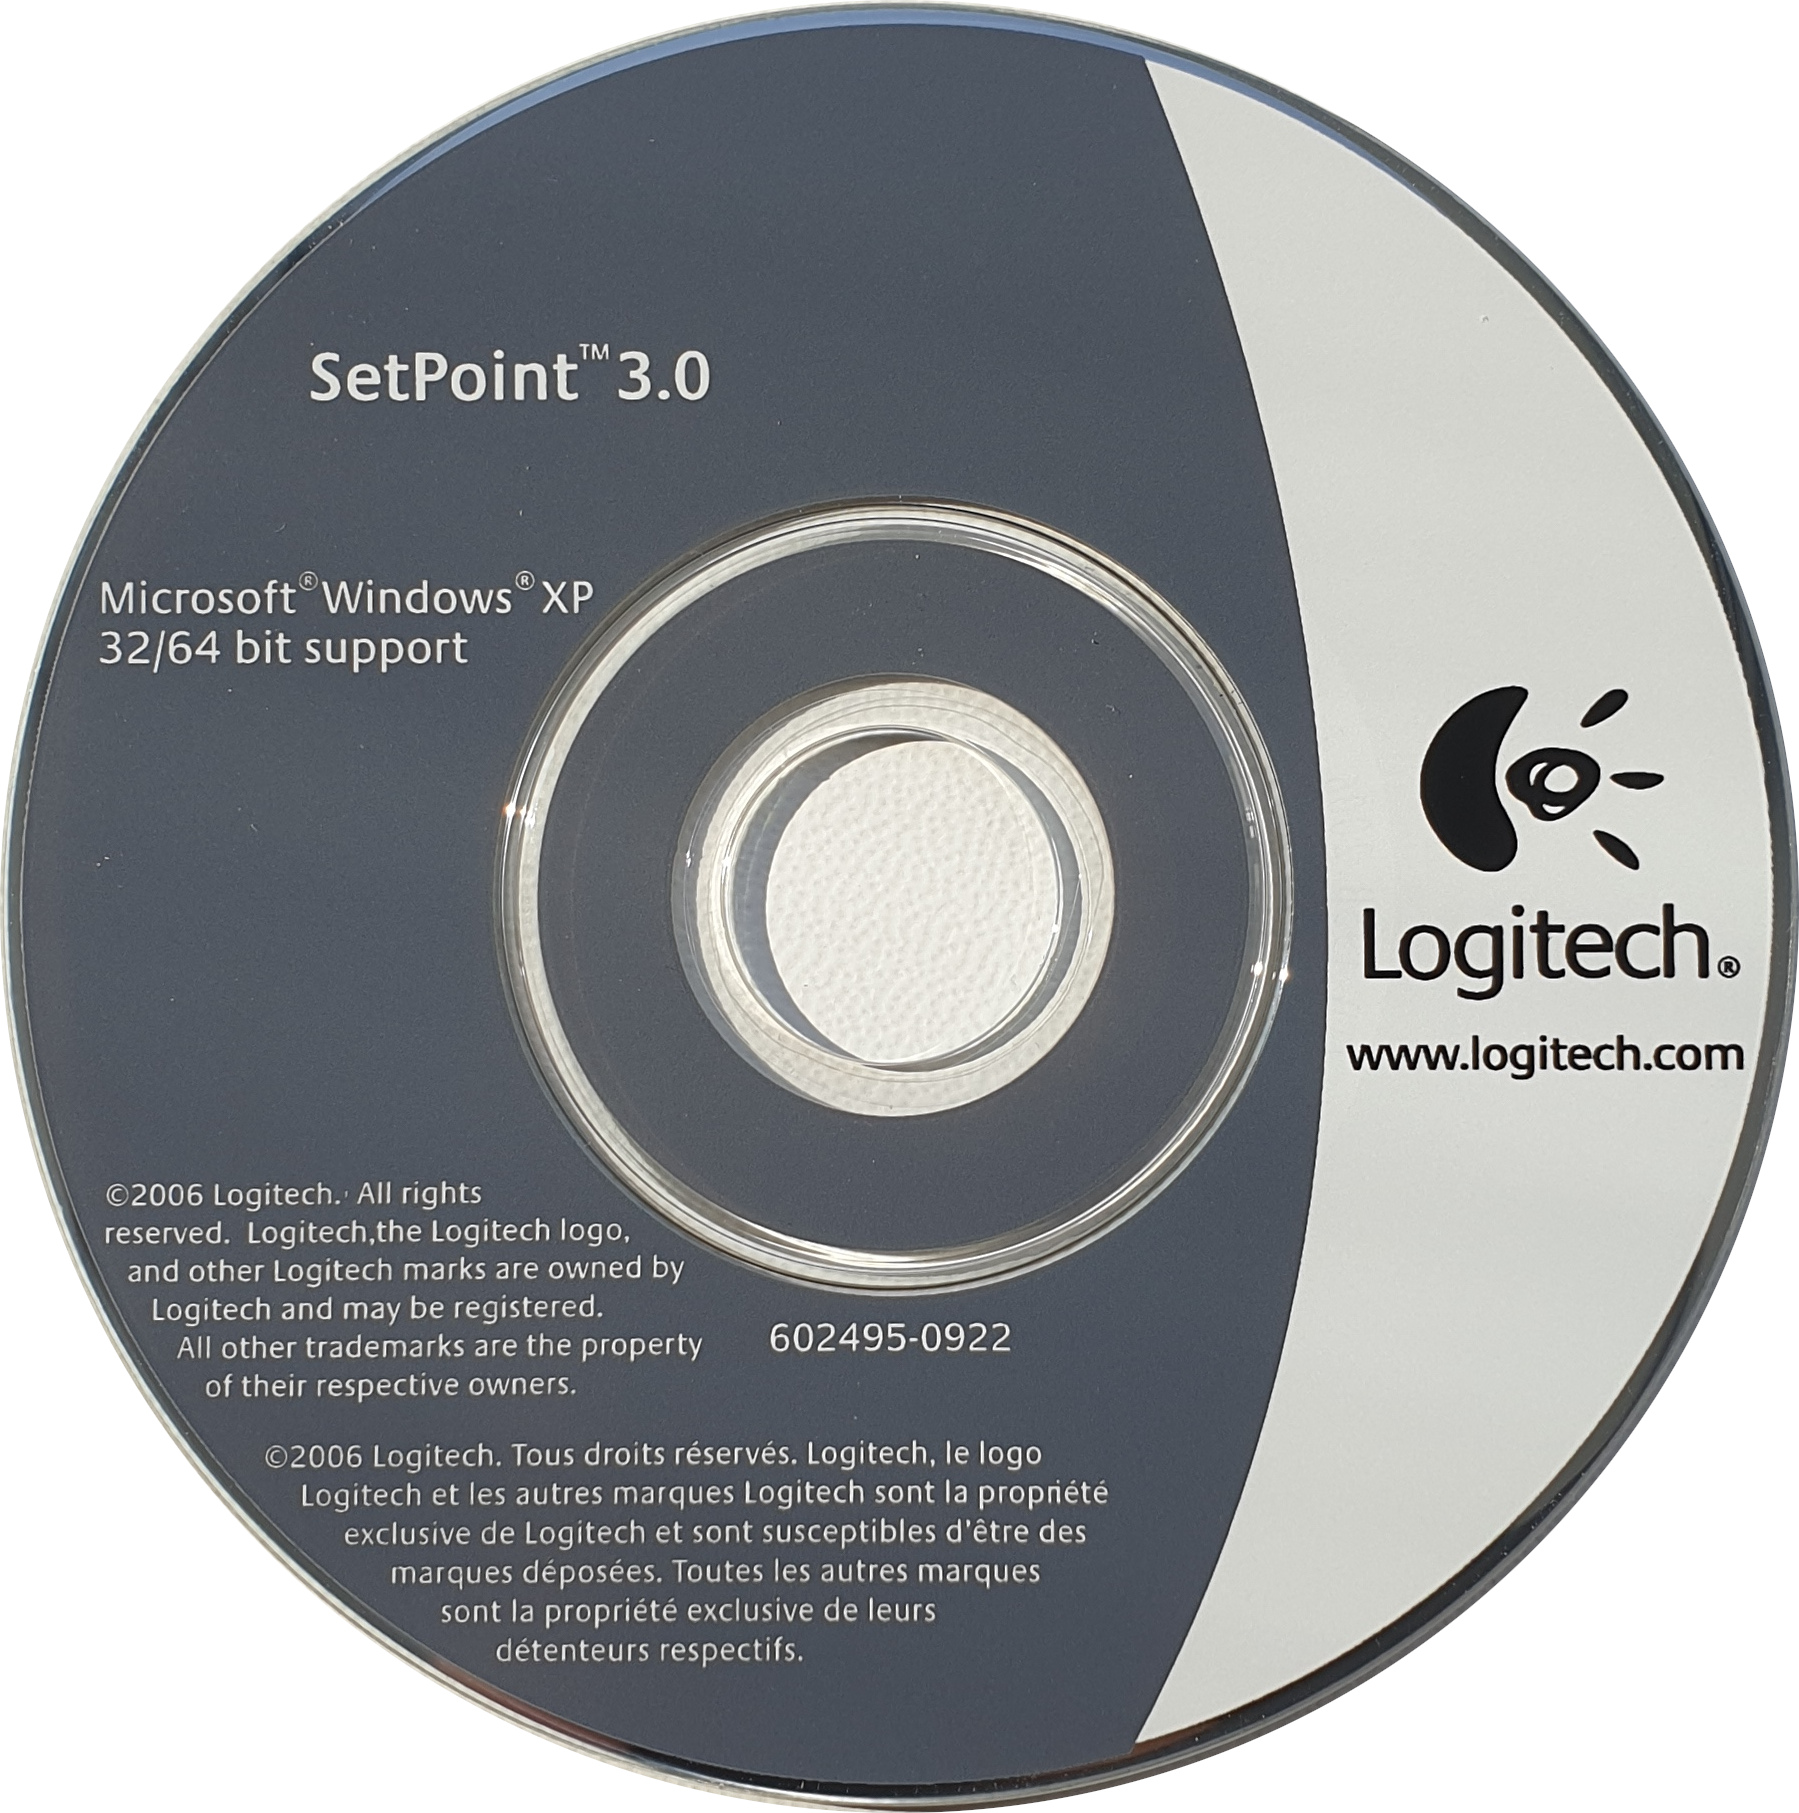 SetPoint™ 3.0
Microsoft® Windows® XP
32/64 bit support
Logitech®
www.logitech.com
©2006 Logitech. All rights
reserved.  Logitech,the Logitech logo,
and other Logitech marks are owned by
Logitech and may be registered.
All other trademarks are the property
of their respective owners.
602495-0922
©2006 Logitech. Tous droits réservés. Logitech, le logo
Logitech et les autres marques Logitech sont la propriété
exclusive de Logitech et sont susceptibles d'être des
marques déposées. Toutes les autres marques
sont la propriété exclusive de leurs
détenteurs respectifs.